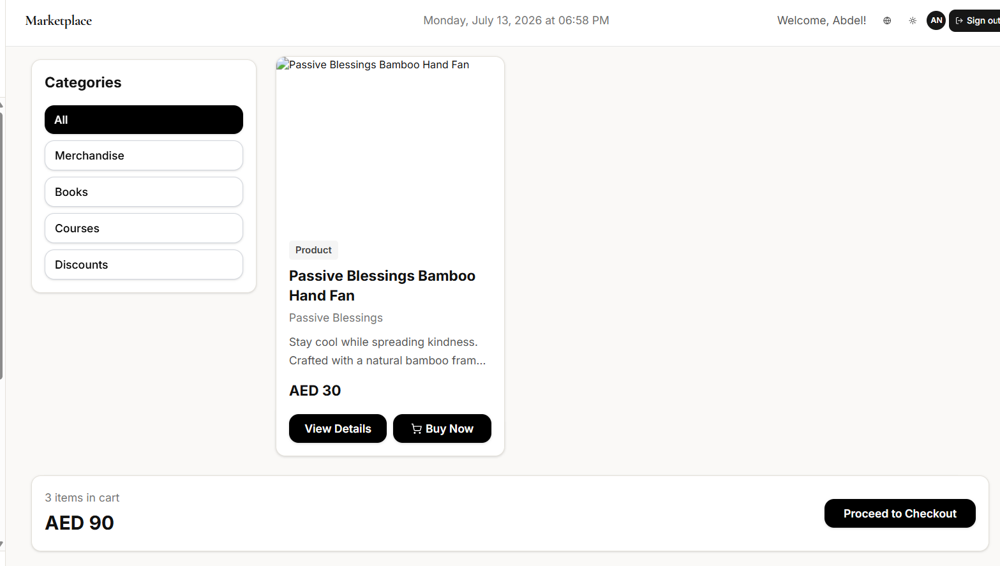 Marketplace
Monday, July 13, 2026 at 06:58 PM
Welcome, Abdel!
AN
Sign out
Categories
All
Merchandise
Books
Courses
Discounts
Passive Blessings Bamboo Hand Fan
Product
Passive Blessings Bamboo
Hand Fan
Passive Blessings
Stay cool while spreading kindness.
Crafted with a natural bamboo fram...
AED 30
View Details
Buy Now
3 items in cart
AED 90
Proceed to Checkout